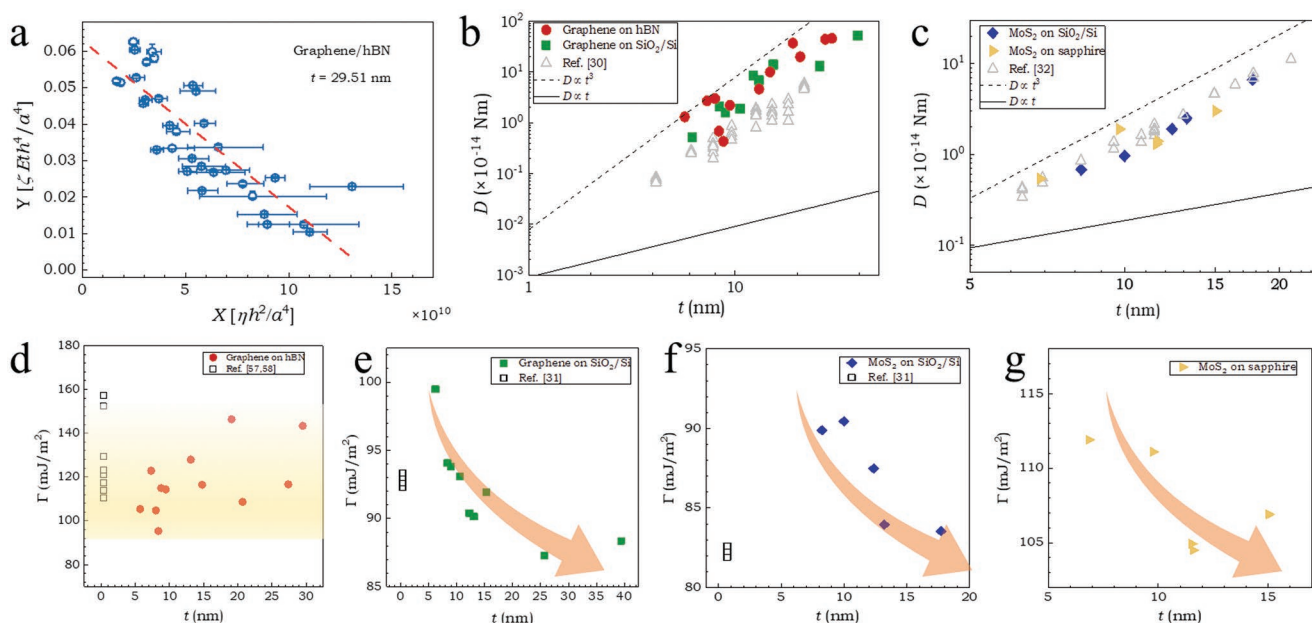 a
Graphene/hBN
t = 29.51 nm
0.06
0.05
0.04
0.03
0.02
0.01
0.00
Y [ζ Eth⁴/a⁴]
0
5
10
15
X [ηh²/a⁴]
×10¹⁰
b
Graphene on hBN
Graphene on SiO₂/Si
Ref. [30]
D ∝ t³
D ∝ t
10²
10¹
10⁰
10⁻¹
10⁻²
10⁻³
D (×10⁻¹⁴ Nm)
1
10
t (nm)
c
MoS₂ on SiO₂/Si
MoS₂ on sapphire
Ref. [32]
D ∝ t³
D ∝ t
10¹
10⁰
10⁻¹
D (×10⁻¹⁴ Nm)
5
10
20
t (nm)
d
Graphene on hBN
Ref. [57,58]
180
160
140
120
100
80
60
Γ (mJ/m²)
0
5
10
15
20
25
30
t (nm)
e
Graphene on SiO₂/Si
Ref. [31]
100
95
90
85
Γ (mJ/m²)
0
5
10
15
20
25
30
35
40
t (nm)
f
MoS₂ on SiO₂/Si
Ref. [31]
95
90
85
80
Γ (mJ/m²)
0
5
10
15
20
t (nm)
g
MoS₂ on sapphire
115
110
105
Γ (mJ/m²)
5
10
15
t (nm)